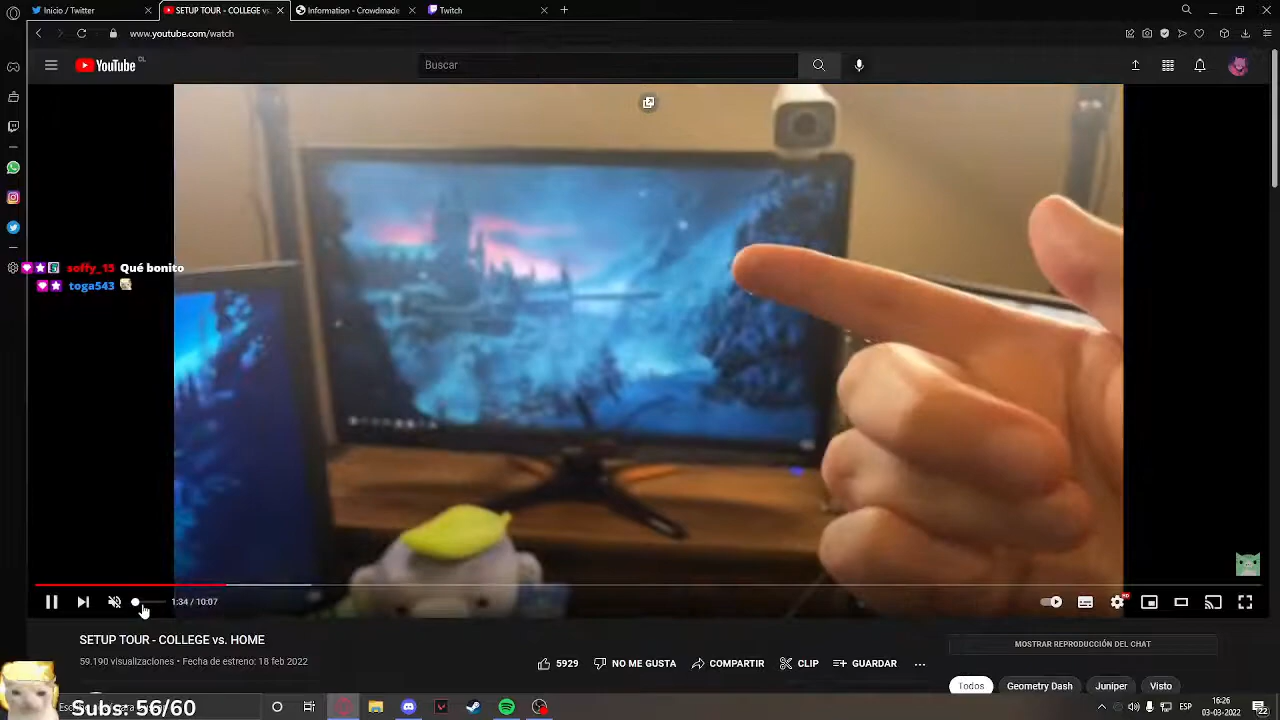 Inicio / Twitter
SETUP TOUR - COLLEGE vs.
Information - Crowdmade
Twitch
www.youtube.com/watch
YouTube CL
Buscar
soffy_15 Qué bonito
toga543
1:34 / 10:07
HD
SETUP TOUR - COLLEGE vs. HOME
MOSTRAR REPRODUCCIÓN DEL CHAT
59.190 visualizaciones • Fecha de estreno: 18 feb 2022
5929
NO ME GUSTA
COMPARTIR
CLIP
GUARDAR
Todos
Geometry Dash
Juniper
Visto
Subs: 56/60
ESP
16:26
03-03-2022